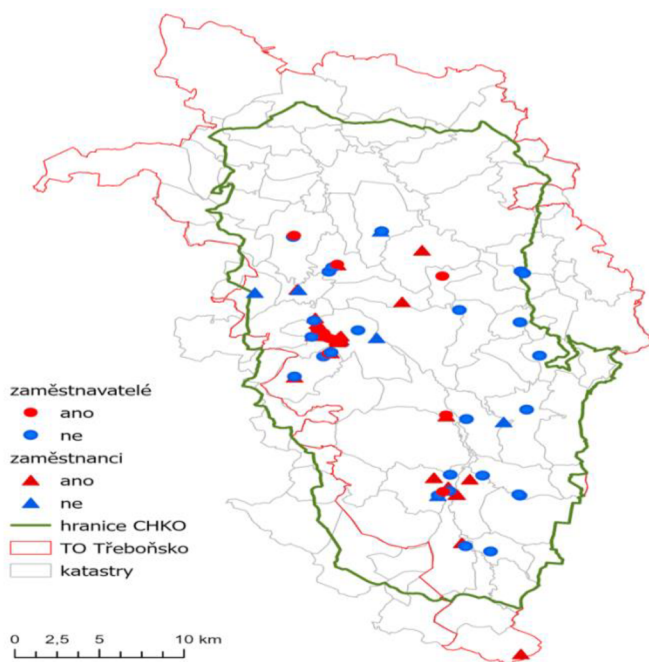 zaměstnavatelé
ano
ne
zaměstnanci
ano
ne
hranice CHKO
TO Třeboňsko
katastry
0 2,5 5 10 km